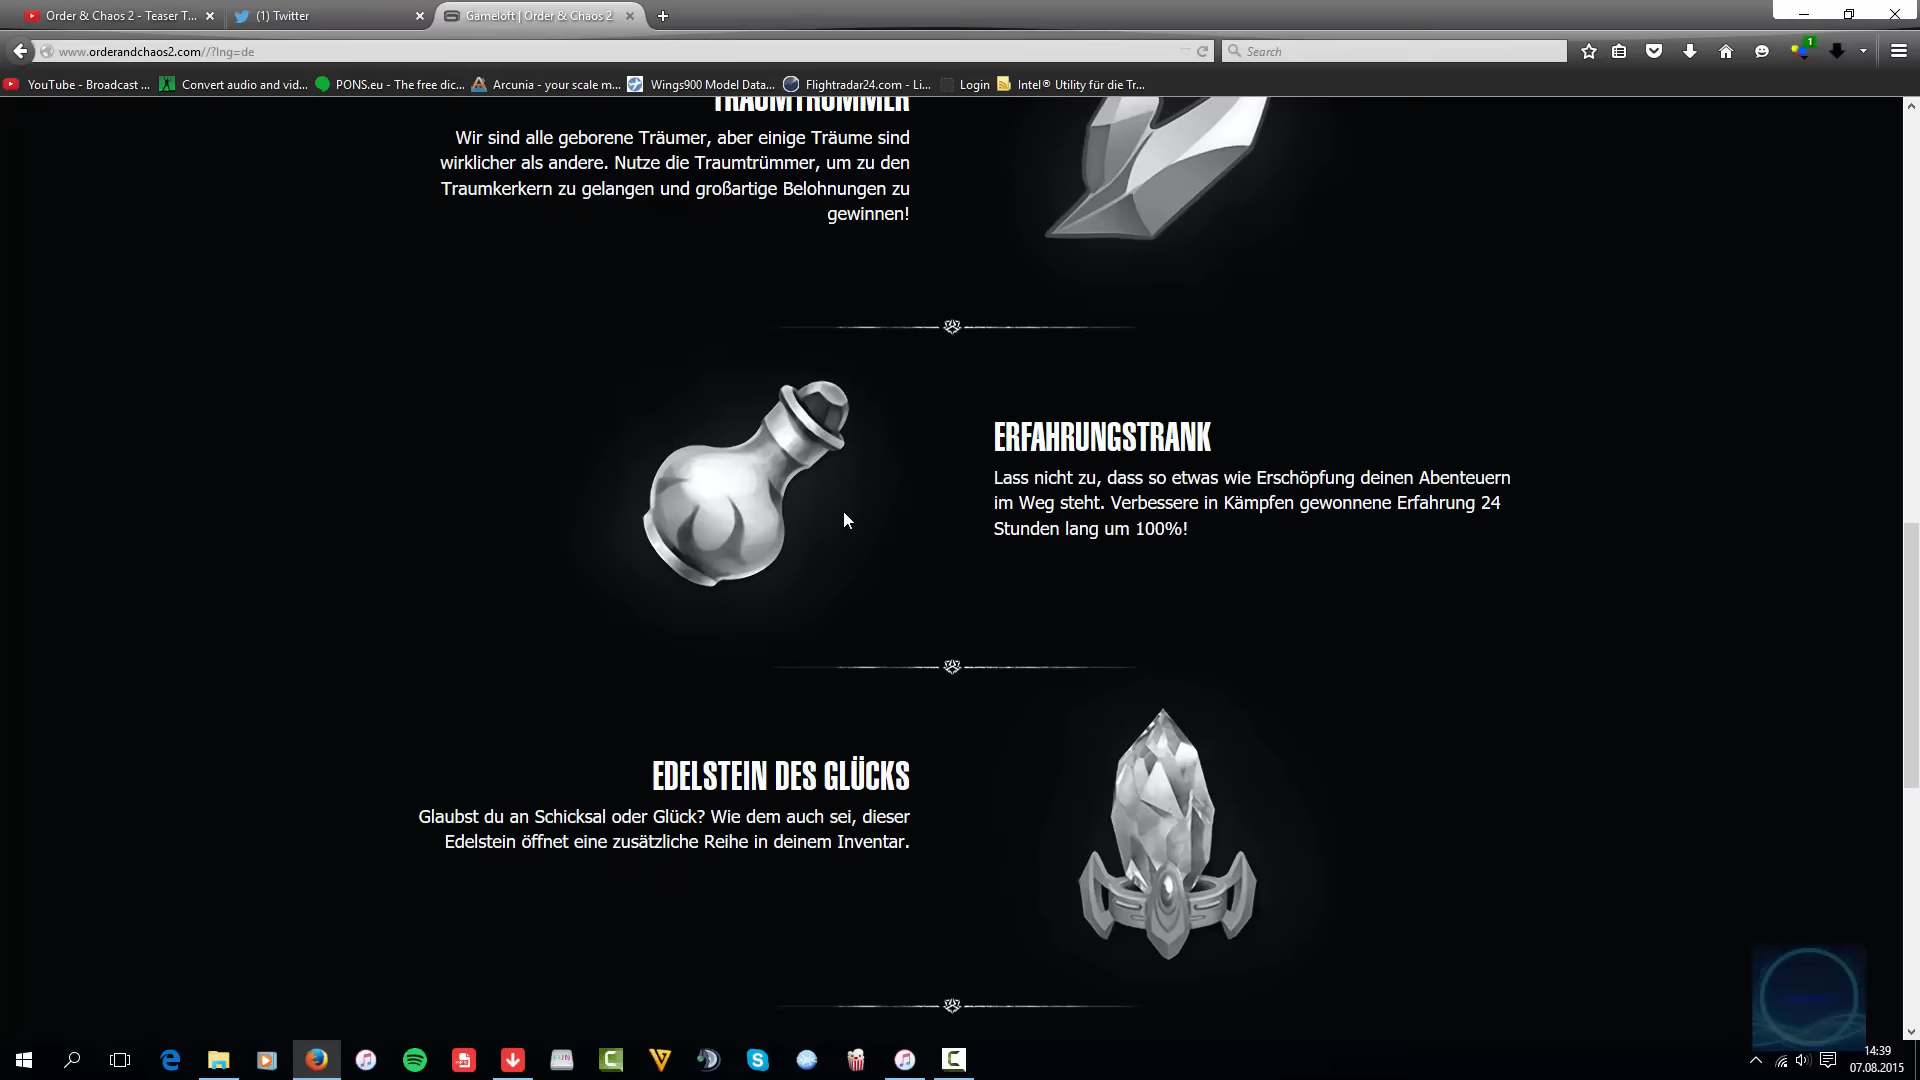 Order & Chaos 2 - Teaser T...
(1) Twitter
Gameloft | Order & Chaos 2
www.orderandchaos2.com//?lng=de
Search
1
YouTube - Broadcast ...
Convert audio and vid...
PONS.eu - The free dic...
Arcunia - your scale m...
Wings900 Model Data...
Flightradar24.com - Li...
Login
Intel® Utility für die Tr...
TRAUMTRÜMMER
Wir sind alle geborene Träumer, aber einige Träume sind
wirklicher als andere. Nutze die Traumtrümmer, um zu den
Traumkerkern zu gelangen und großartige Belohnungen zu
gewinnen!
ERFAHRUNGSTRANK
Lass nicht zu, dass so etwas wie Erschöpfung deinen Abenteuern
im Weg steht. Verbessere in Kämpfen gewonnene Erfahrung 24
Stunden lang um 100%!
EDELSTEIN DES GLÜCKS
Glaubst du an Schicksal oder Glück? Wie dem auch sei, dieser
Edelstein öffnet eine zusätzliche Reihe in deinem Inventar.
14:39
07.08.2015